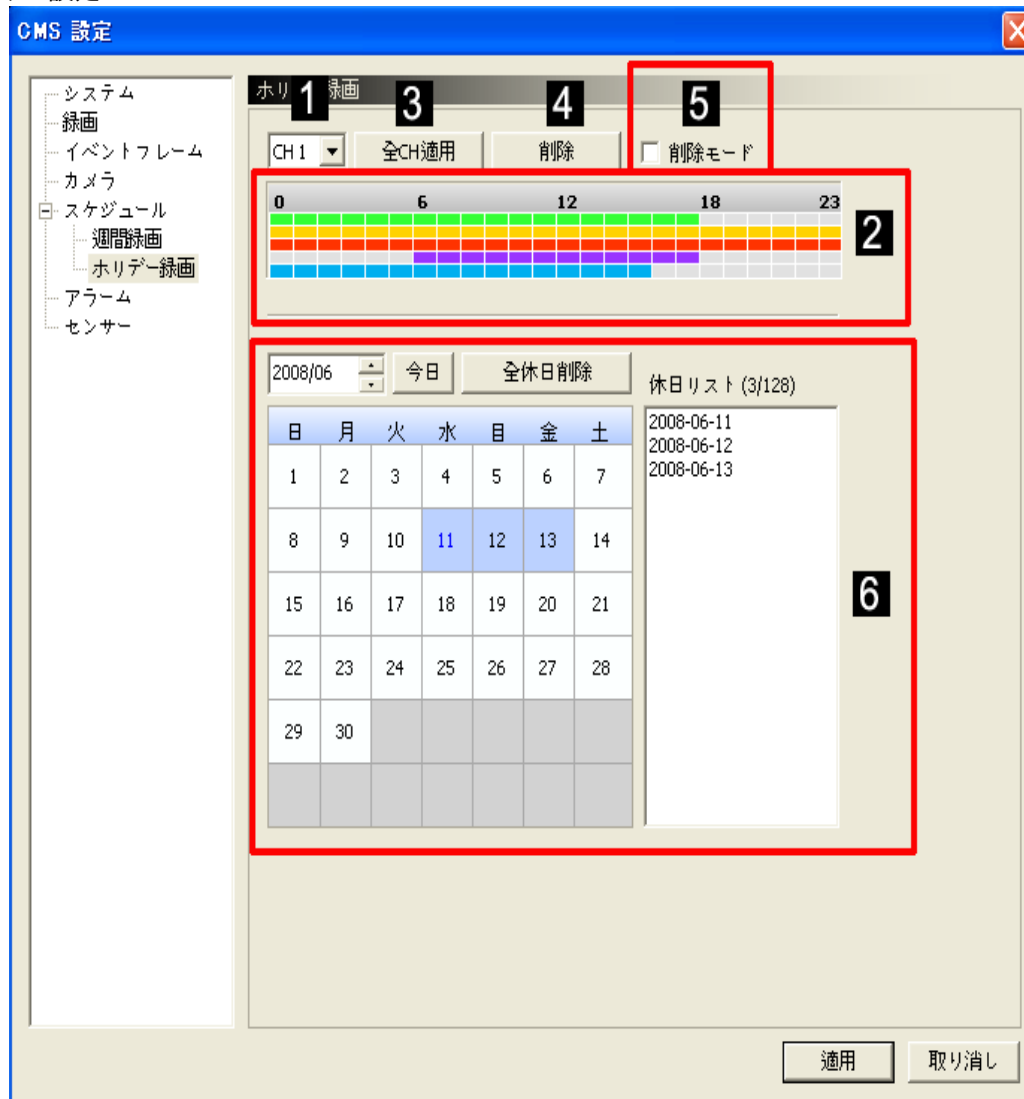 CMS 設定
システム
録画
イベントフレーム
カメラ
スケジュール
週間録画
ホリデー録画
アラーム
センサー
ホリ 1 録画
3
4
5
CH 1
全CH適用
削除
削除モード
0 6 12 18 23
2
2008/06
今日
全休日削除
休日リスト (3/128)
日 月 火 水 目 金 土
1 2 3 4 5 6 7
8 9 10 11 12 13 14
15 16 17 18 19 20 21
22 23 24 25 26 27 28
29 30
2008-06-11
2008-06-12
2008-06-13
6
適用
取り消し